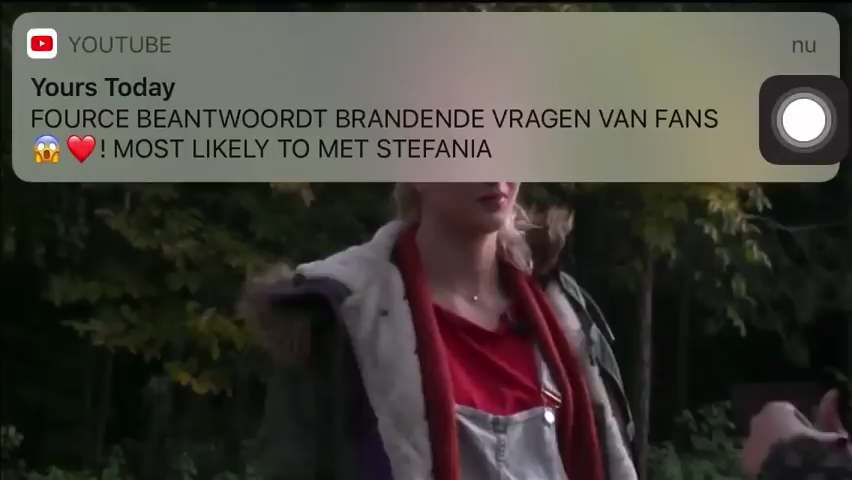 YOUTUBE
nu
Yours Today
FOURCE BEANTWOORDT BRANDENDE VRAGEN VAN FANS
😱❤️! MOST LIKELY TO MET STEFANIA